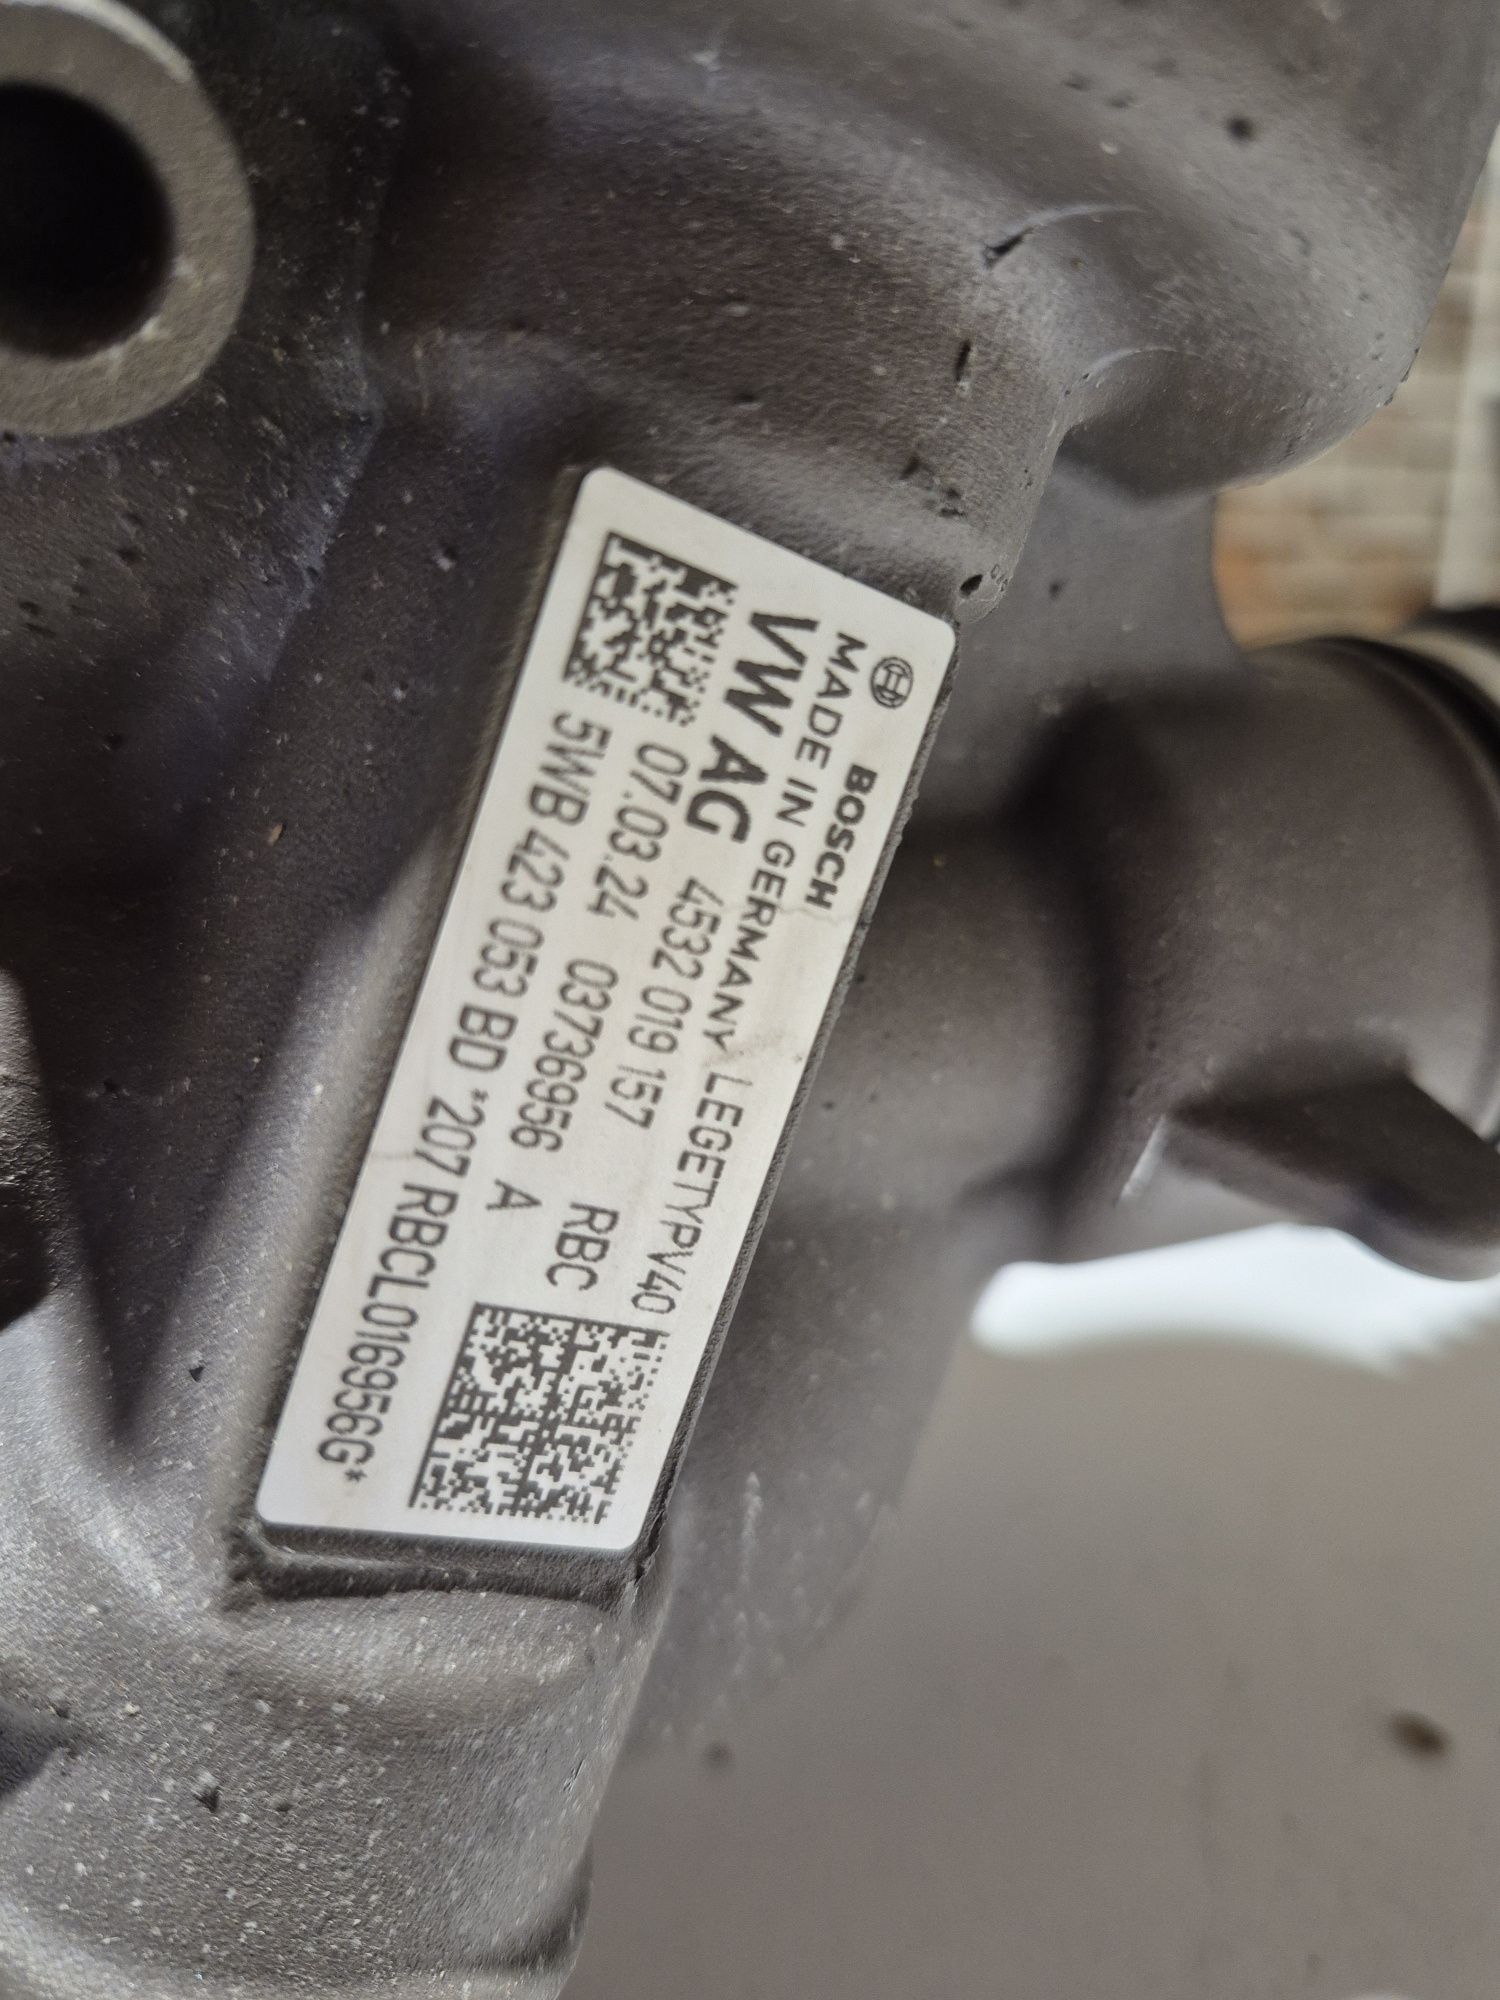 BOSCH
MADE IN GERMANY LEGETYPV40
VW AG 4532 019 157 RBC
07.03.24 03736956 A
5WB 423 053 BD *207 RBCL016956G*